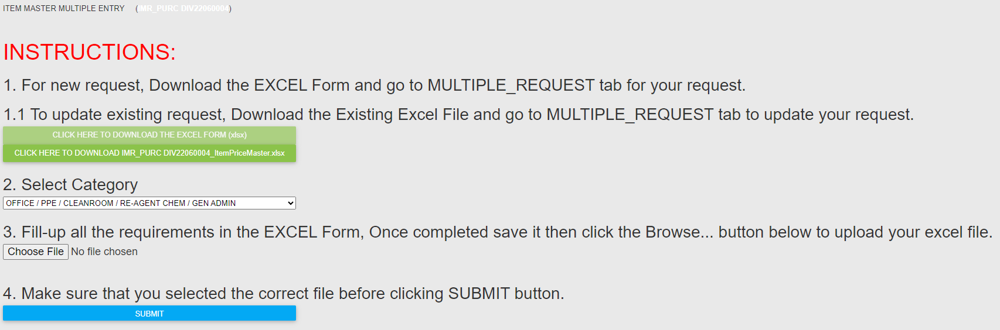 ITEM MASTER MULTIPLE ENTRY (IMR_PURC DIV22060004)
INSTRUCTIONS:
1. For new request, Download the EXCEL Form and go to MULTIPLE_REQUEST tab for your request.
1.1 To update existing request, Download the Existing Excel File and go to MULTIPLE_REQUEST tab to update your request.
CLICK HERE TO DOWNLOAD THE EXCEL FORM (xlsx)
CLICK HERE TO DOWNLOAD IMR_PURC DIV22060004_ItemPriceMaster.xlsx
2. Select Category
OFFICE / PPE / CLEANROOM / RE-AGENT CHEM / GEN ADMIN
3. Fill-up all the requirements in the EXCEL Form, Once completed save it then click the Browse... button below to upload your excel file.
Choose File No file chosen
4. Make sure that you selected the correct file before clicking SUBMIT button.
SUBMIT